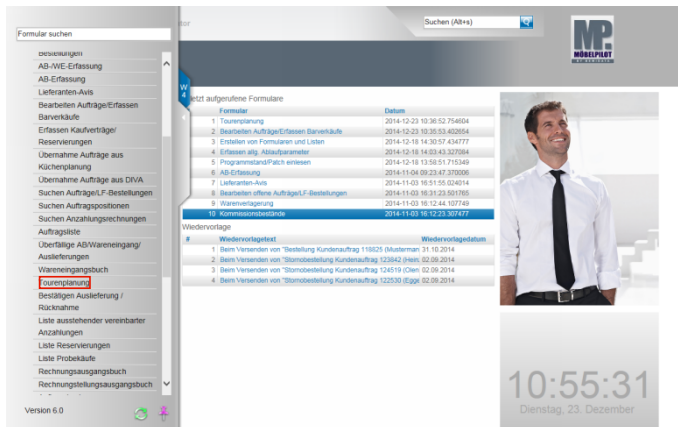 Suchen (Alt+s)
Formular suchen
MP
MÖBELPILOT
Bestellungen
AB-/WE-Erfassung
AB-Erfassung
Lieferanten-Avis
Bearbeiten Aufträge/Erfassen
Barverkäufe
Erfassen Kaufverträge/
Reservierungen
Übernahme Aufträge aus
Küchenplanung
Übernahme Aufträge aus DIVA
Suchen Aufträge/LF-Bestellungen
Suchen Auftragspositionen
Suchen Anzahlungsrechnungen
Auftragsliste
Überfällige AB/Wareneingang/
Auslieferungen
Wareneingangsbuch
Tourenplanung
Bestätigen Auslieferung /
Rücknahme
Liste ausstehender vereinbarter
Anzahlungen
Liste Reservierungen
Liste Probekäufe
Rechnungsausgangsbuch
Rechnungstellungsausgangsbuch
Version 6.0
W
4
letzt aufgerufene Formulare
Formular Datum
1 Tourenplanung 2014-12-23 10:36:52.754604
2 Bearbeiten Aufträge/Erfassen Barverkäufe 2014-12-23 10:35:53.402654
3 Erstellen von Formularen und Listen 2014-12-18 14:30:57.434777
4 Erfassen allg. Ablaufparameter 2014-12-18 14:03:43.327084
5 Programmstand/Patch einlesen 2014-12-18 13:58:51.715349
6 AB-Erfassung 2014-11-04 09:23:47.370006
7 Lieferanten-Avis 2014-11-03 16:51:55.024014
8 Bearbeiten offene Aufträge/LF-Bestellungen 2014-11-03 16:31:23.501765
9 Warenverlagerung 2014-11-03 16:12:44.107749
10 Kommissionsbestände 2014-11-03 16:12:23.307477
Wiedervorlage
# Wiedervorlagetext Wiedervorlagedatum
1 Beim Versenden von "Bestellung Kundenauftrag 118825 (Musterman 31.10.2014
2 Beim Versenden von "Stornobestellung Kundenauftrag 123842 (Hein 02.09.2014
3 Beim Versenden von "Stornobestellung Kundenauftrag 124519 (Olen 02.09.2014
4 Beim Versenden von "Stornobestellung Kundenauftrag 122530 (Egge 02.09.2014
10:55:31
Dienstag, 23. Dezember